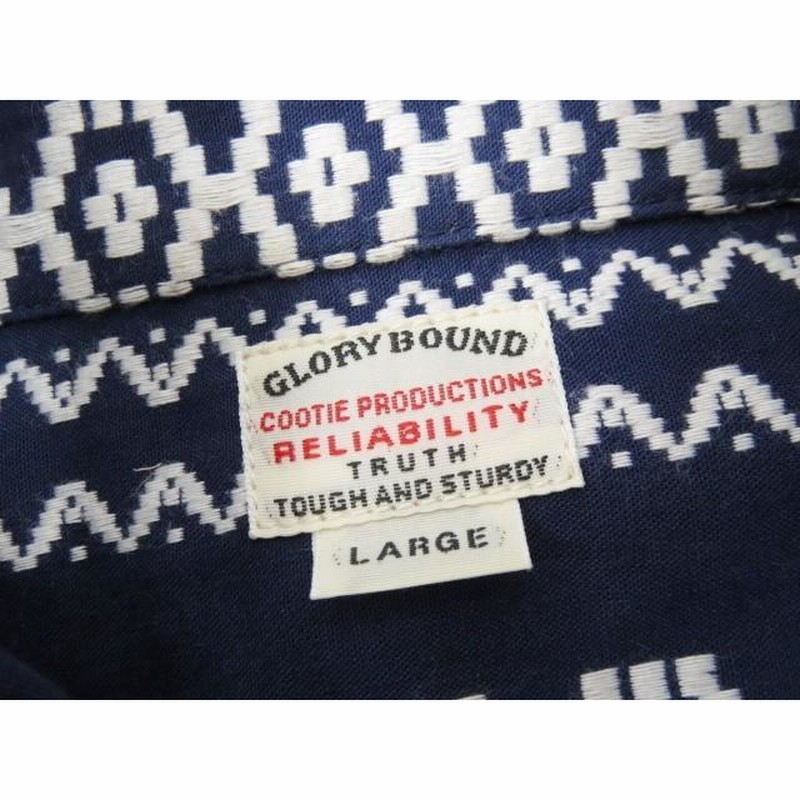 GLORY BOUND
COOTIE PRODUCTIONS
RELIABILITY
TRUTH
TOUGH AND STURDY
LARGE